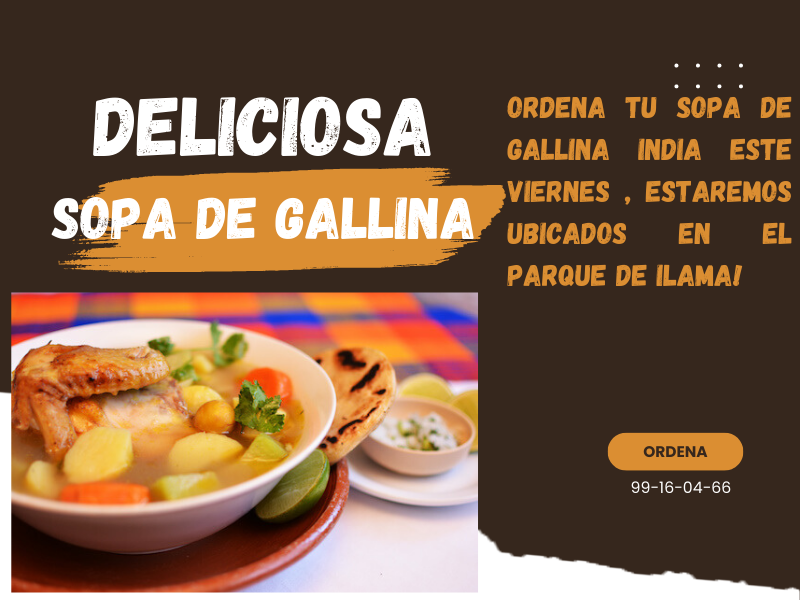 DELICIOSA
SOPA DE GALLINA
ORDENA TU SOPA DE
GALLINA INDIA ESTE
VIERNES , ESTAREMOS
UBICADOS EN EL
PARQUE DE ILAMA!
ORDENA
99-16-04-66